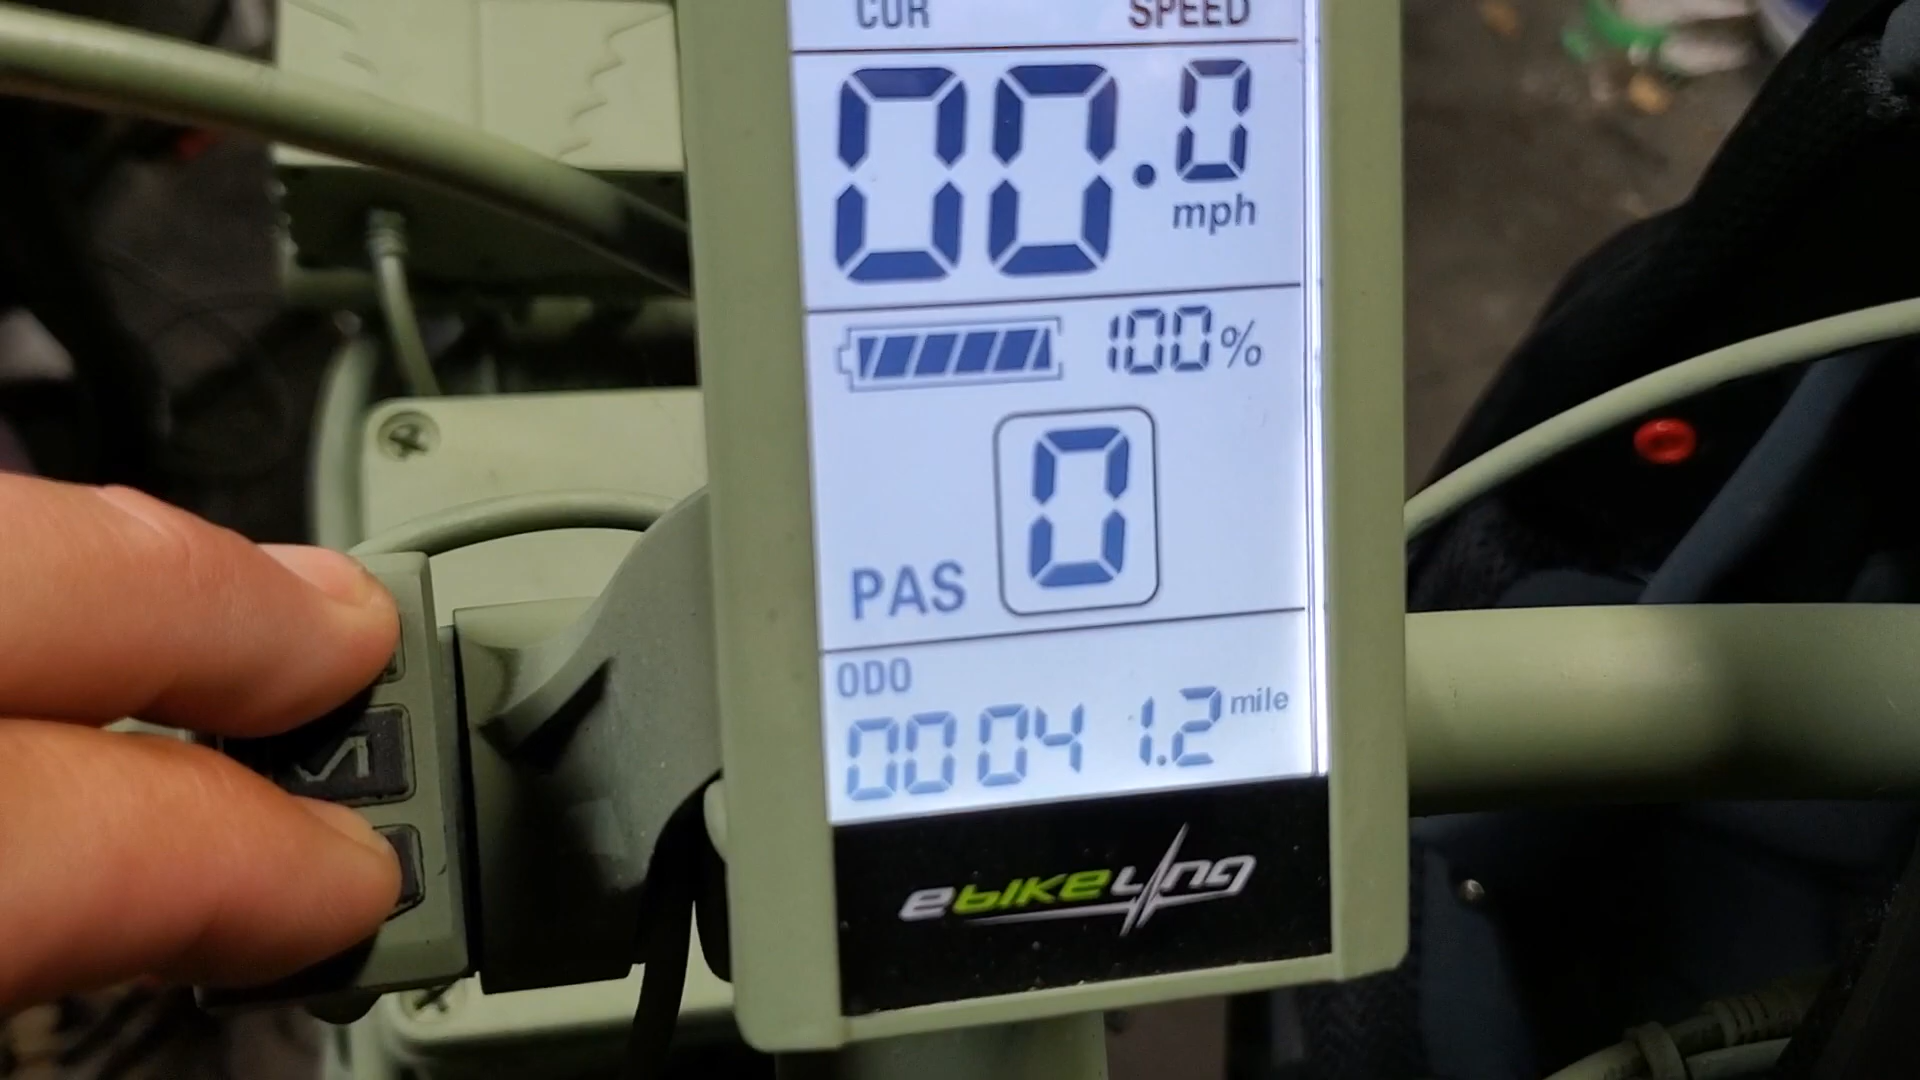 CUR SPEED
00.0
mph
100%
0
PAS
ODO
00041.2 mile
ebikeling
M